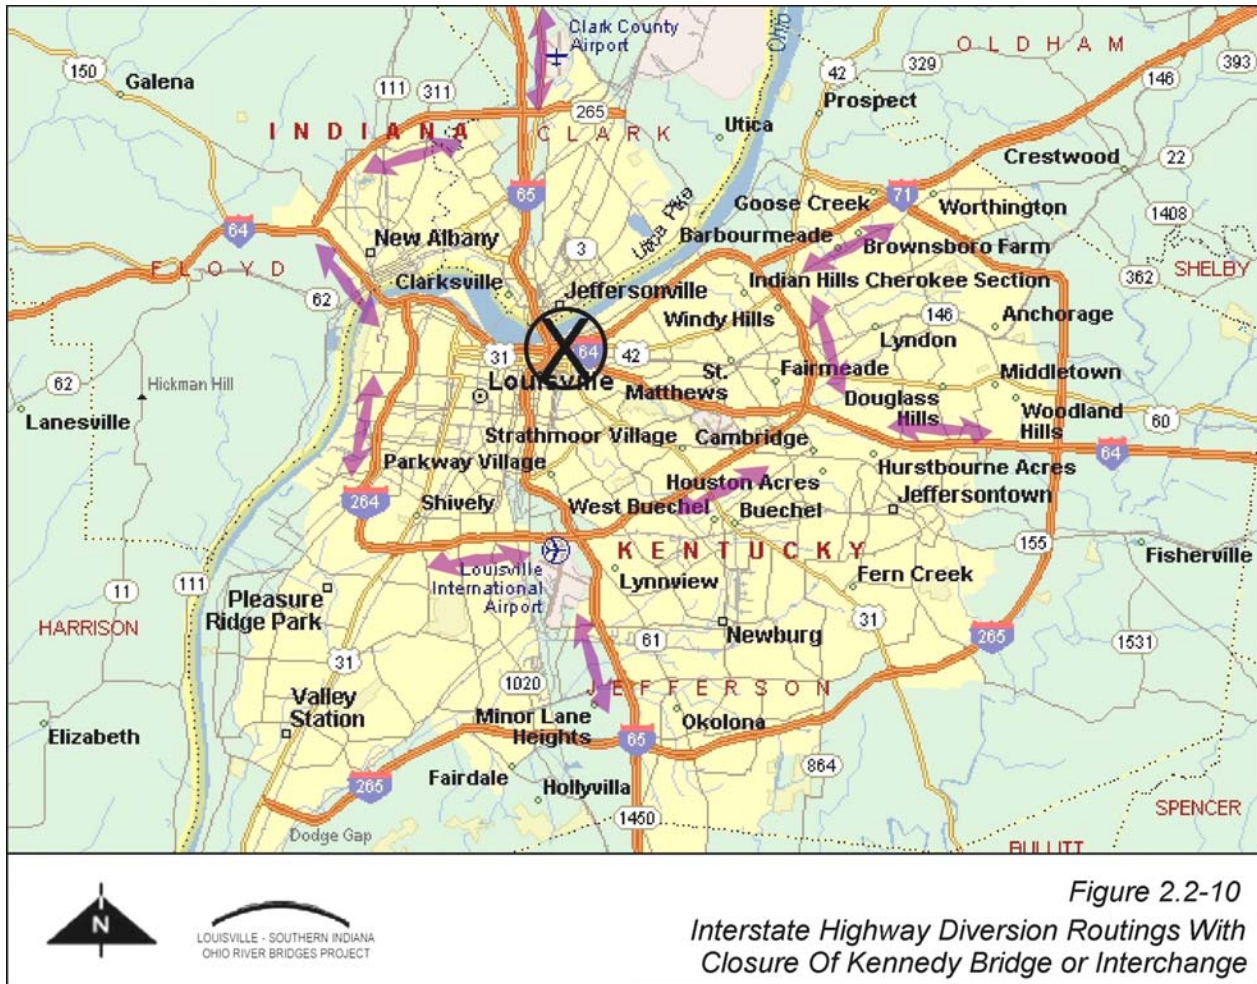 Clark County
Airport
Ohio
OLDHAM
150
Galena
111
311
42
329
146
393
265
Prospect
INDIANA
CLARK
Utica
Crestwood
22
65
Utica Pike
Goose Creek
71
Worthington
1408
64
New Albany
3
Barbourmeade
Brownsboro Farm
FLOYD
62
Clarksville
Jeffersonville
Indian Hills Cherokee Section
362
SHELBY
Windy Hills
146
Anchorage
Lyndon
X
31
64
42
St.
Matthews
Fairmeade
Middletown
62
Hickman Hill
Louisville
Douglass
Hills
Woodland
Hills
60
Lanesville
Strathmoor Village
Cambridge
64
Parkway Village
Houston Acres
Hurstbourne Acres
264
Shively
West Buechel
Buechel
Jeffersontown
KENTUCKY
155
Fisherville
11
111
Louisville
International
Airport
Lynnview
Fern Creek
Pleasure
Ridge Park
HARRISON
61
Newburg
31
265
1531
31
1020
JEFFERSON
Valley
Station
Minor Lane
Heights
65
Okolona
Elizabeth
265
Fairdale
Hollyvilla
864
SPENCER
Dodge Gap
1450
BULLITT
N
LOUISVILLE - SOUTHERN INDIANA
OHIO RIVER BRIDGES PROJECT
Figure 2.2-10
Interstate Highway Diversion Routings With
Closure Of Kennedy Bridge or Interchange